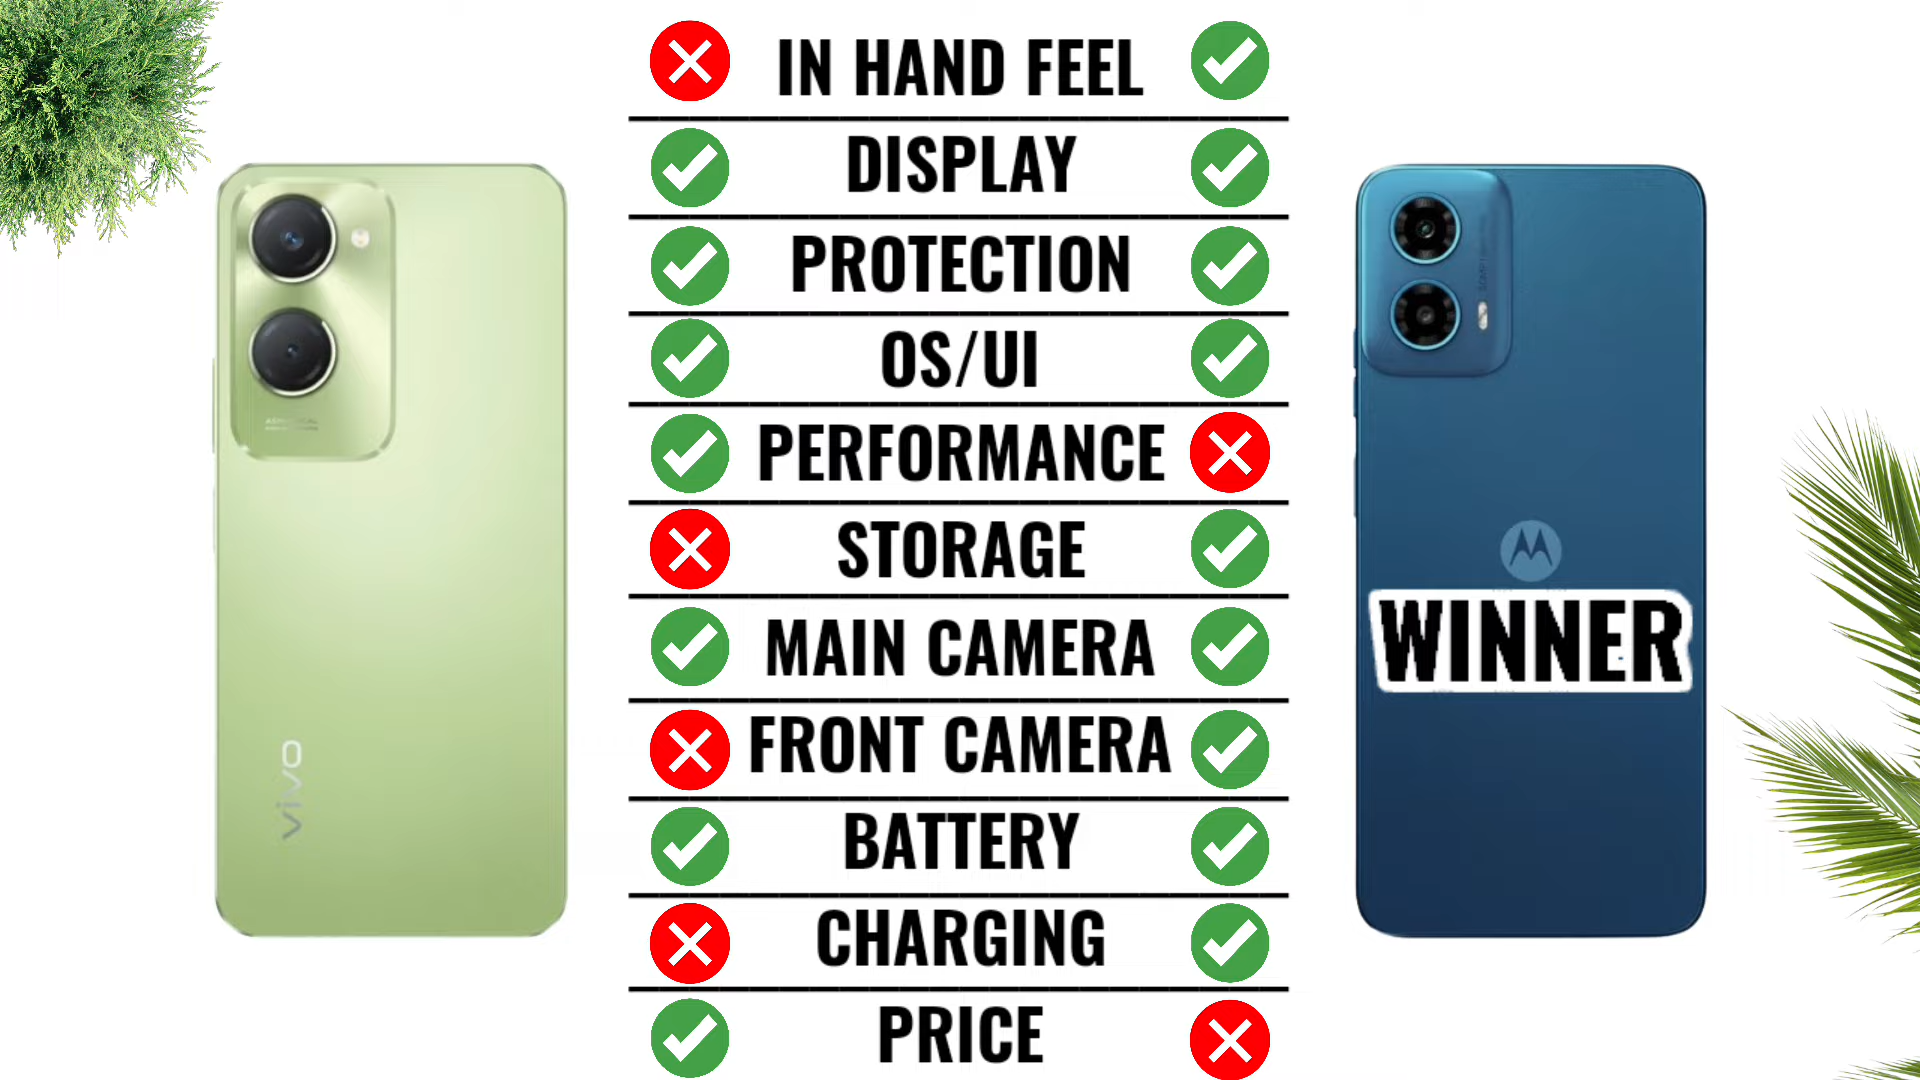 IN HAND FEEL
DISPLAY
PROTECTION
OS/UI
PERFORMANCE
STORAGE
MAIN CAMERA
WINNER
FRONT CAMERA
vivo
BATTERY
CHARGING
PRICE